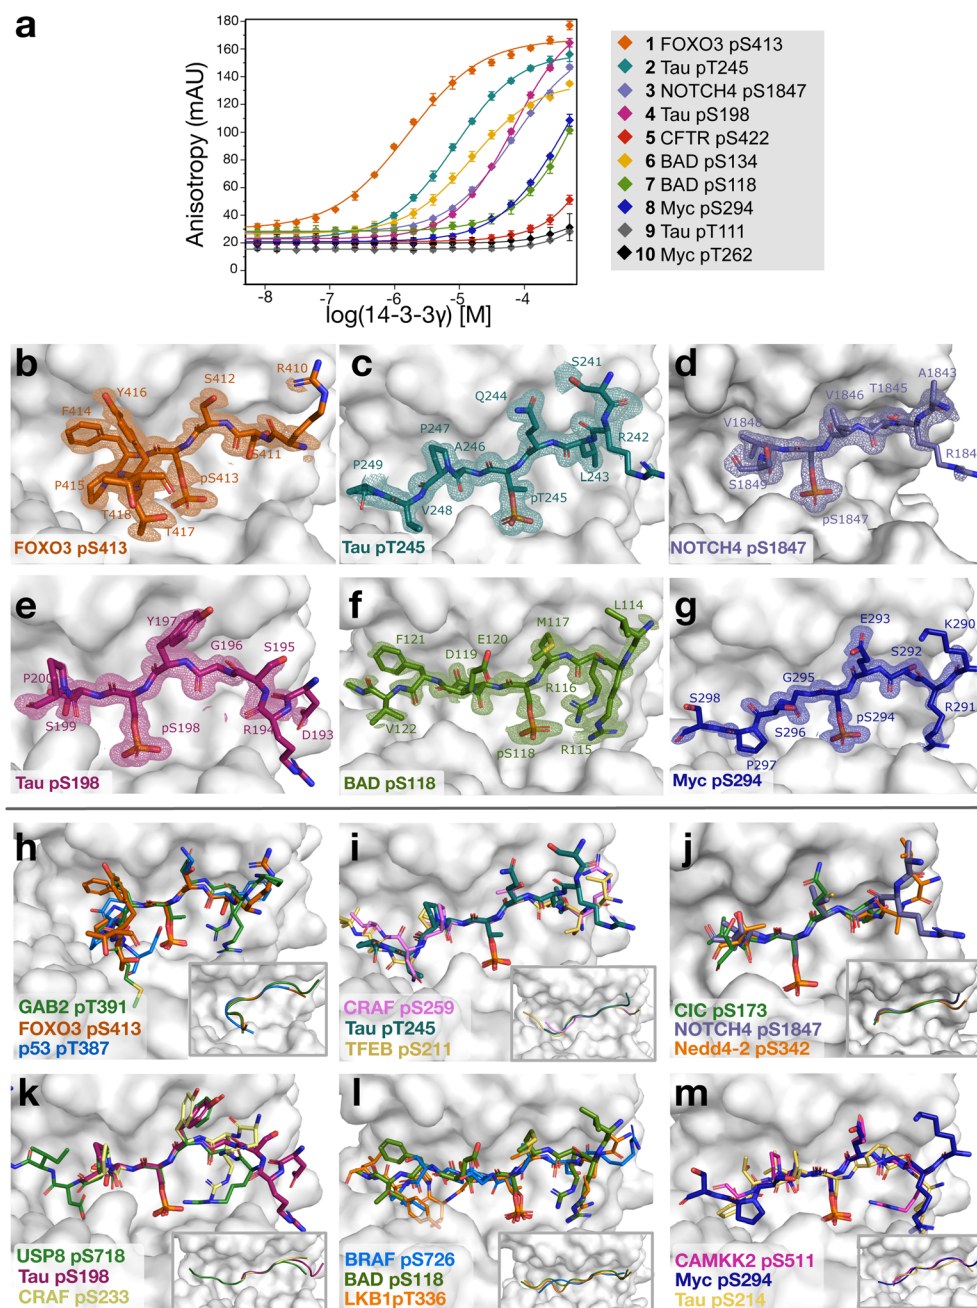 a
Anisotropy (mAU)
180
160
140
120
100
80
60
40
20
0
-8
-7
-6
-5
-4
log(14-3-3γ) [M]
1 FOXO3 pS413
2 Tau pT245
3 NOTCH4 pS1847
4 Tau pS198
5 CFTR pS422
6 BAD pS134
7 BAD pS118
8 Myc pS294
9 Tau pT111
10 Myc pT262
b
R410
S412
Y416
F414
S411
pS413
P415
T418
T417
FOXO3 pS413
c
S241
Q244
P247
A246
R242
P249
L243
pT245
V248
Tau pT245
d
A1843
T1845
V1846
V1848
R184
S1849
pS1847
NOTCH4 pS1847
e
Y197
G196
S195
P200
S199
pS198
R194
D193
Tau pS198
f
L114
M117
E120
F121
D119
R116
V122
pS118
R115
BAD pS118
g
E293
K290
S292
G295
S298
R291
pS294
S296
P297
Myc pS294
h
GAB2 pT391
FOXO3 pS413
p53 pT387
i
CRAF pS259
Tau pT245
TFEB pS211
j
CIC pS173
NOTCH4 pS1847
Nedd4-2 pS342
k
USP8 pS718
Tau pS198
CRAF pS233
l
BRAF pS726
BAD pS118
LKB1pT336
m
CAMKK2 pS511
Myc pS294
Tau pS214